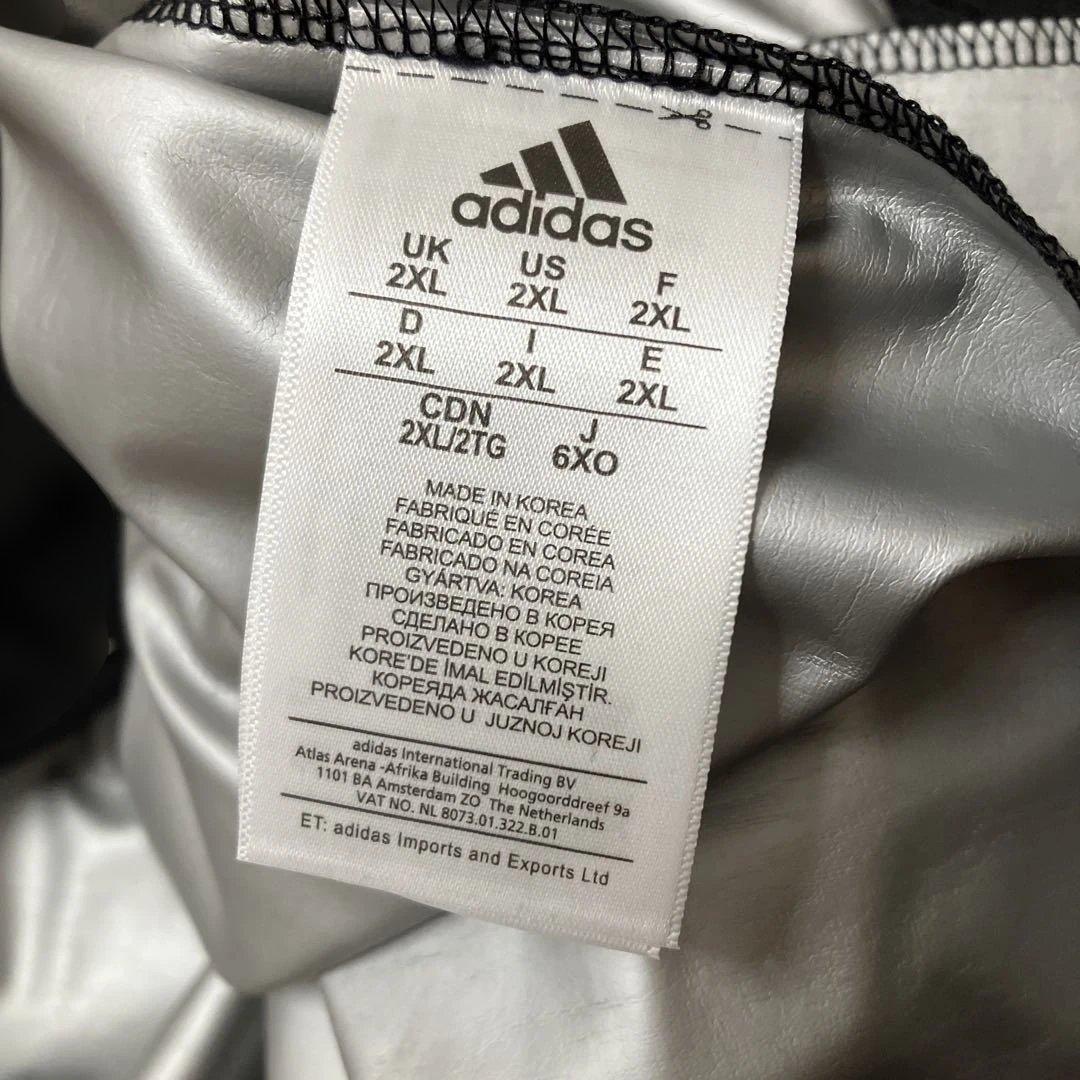 adidas
UK US F
2XL 2XL 2XL
D I E
2XL 2XL 2XL
CDN J
2XL/2TG 6XO
MADE IN KOREA
FABRIQUÉ EN CORÉE
FABRICADO EN COREA
FABRICADO NA COREIA
GYÁRTVA: KOREA
ПРОИЗВЕДЕНО В КОРЕЯ
СДЕЛАНО В КОРЕЕ
PROIZVEDENO U KOREJI
KORE'DE İMAL EDİLMİŞTİR.
КОРЕЯДА ЖАСАЛҒАН
PROIZVEDENO U JUZNOJ KOREJI
adidas International Trading BV
Atlas Arena -Afrika Building Hoogoorddreef 9a
1101 BA Amsterdam ZO The Netherlands
VAT NO. NL 8073.01.322.B.01
ET: adidas Imports and Exports Ltd